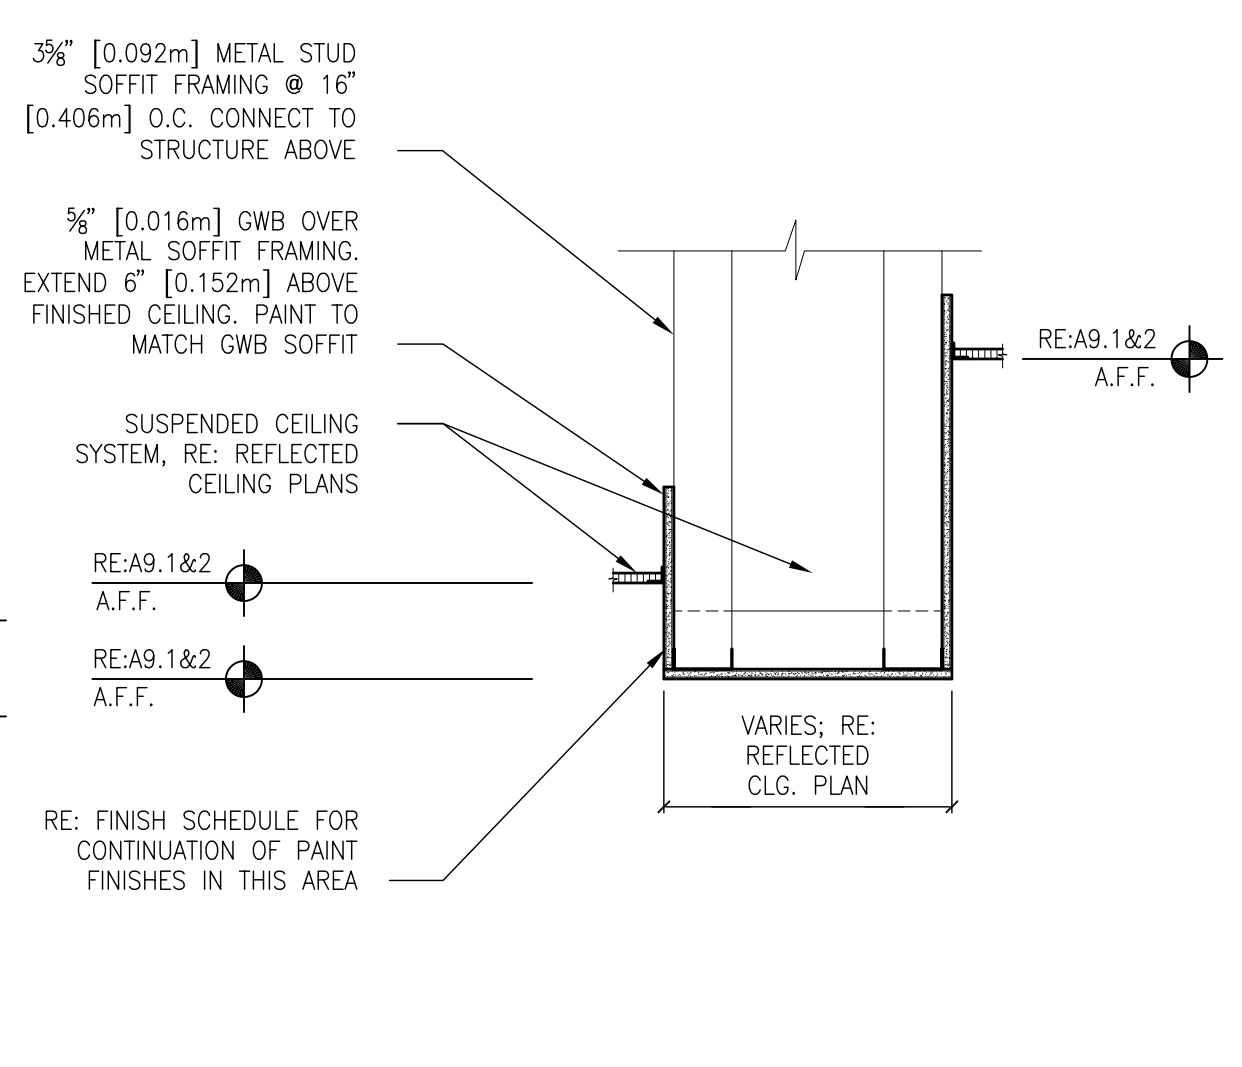 3⅝” [0.092m] METAL STUD
SOFFIT FRAMING @ 16”
[0.406m] O.C. CONNECT TO
STRUCTURE ABOVE
⅝” [0.016m] GWB OVER
METAL SOFFIT FRAMING.
EXTEND 6” [0.152m] ABOVE
FINISHED CEILING. PAINT TO
MATCH GWB SOFFIT
SUSPENDED CEILING
SYSTEM, RE: REFLECTED
CEILING PLANS
RE:A9.1&2
A.F.F.
RE:A9.1&2
A.F.F.
RE: FINISH SCHEDULE FOR
CONTINUATION OF PAINT
FINISHES IN THIS AREA
RE:A9.1&2
A.F.F.
VARIES; RE:
REFLECTED
CLG. PLAN